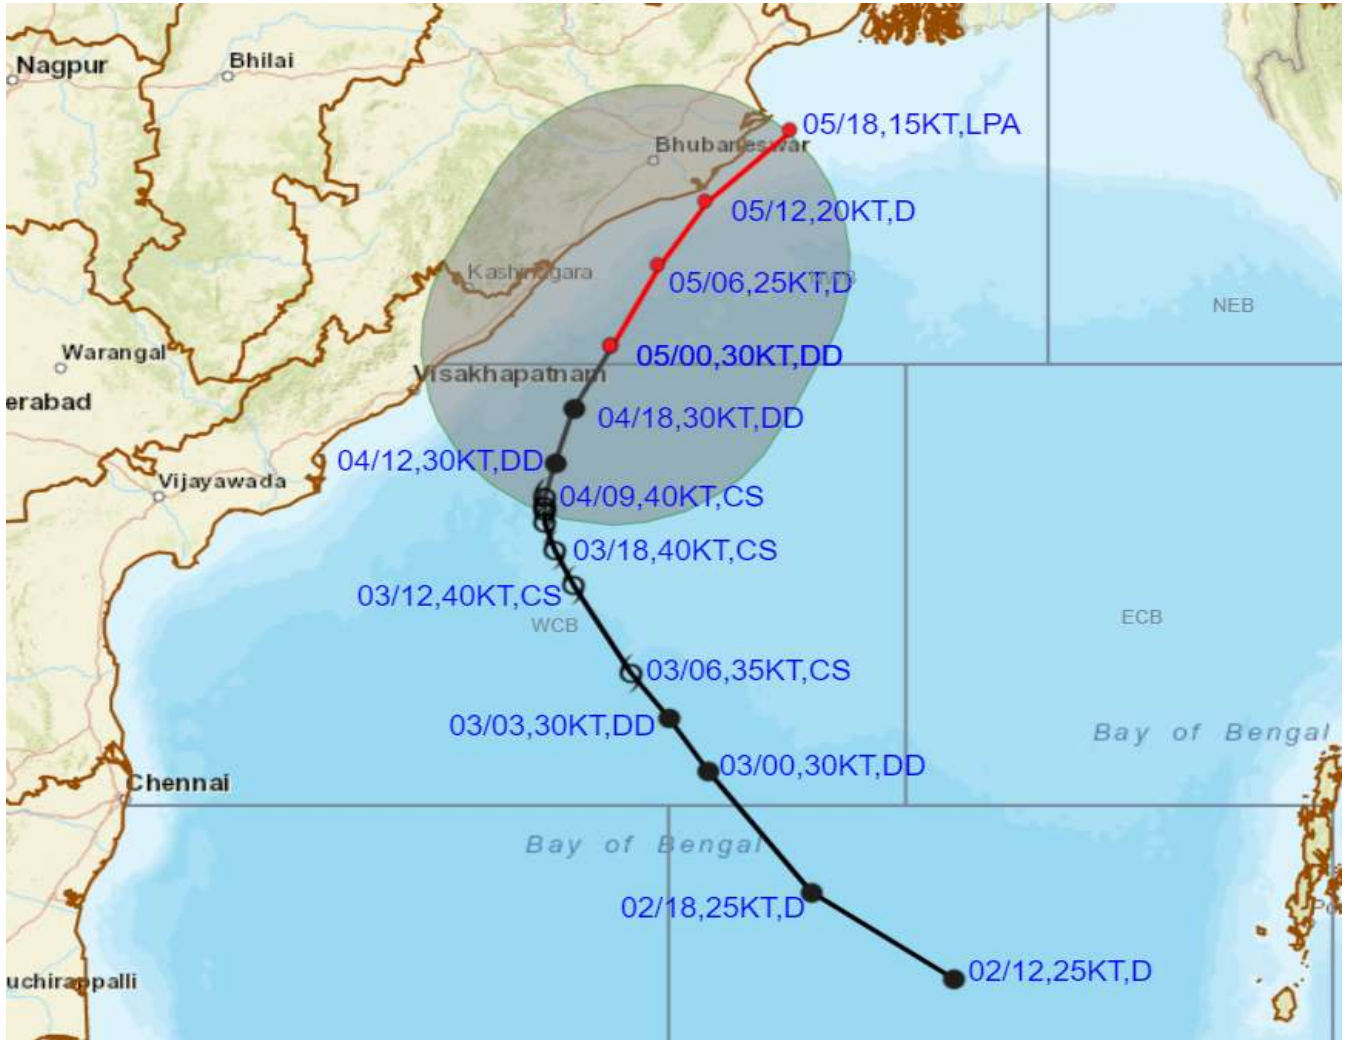 Nagpur
Bhilai
05/18,15KT,LPA
Bhubaneswar
05/12,20KT,D
Kashinagara
05/06,25KT,D
NEB
Warangal
05/00,30KT,DD
Visakhapatnam
erabad
04/18,30KT,DD
04/12,30KT,DD
Vijayawada
04/09,40KT,CS
03/18,40KT,CS
03/12,40KT,CS
WCB
ECB
03/06,35KT,CS
03/03,30KT,DD
Bay of Bengal
03/00,30KT,DD
Chennai
Bay of Bengal
02/18,25KT,D
Po
02/12,25KT,D
uchirappalli